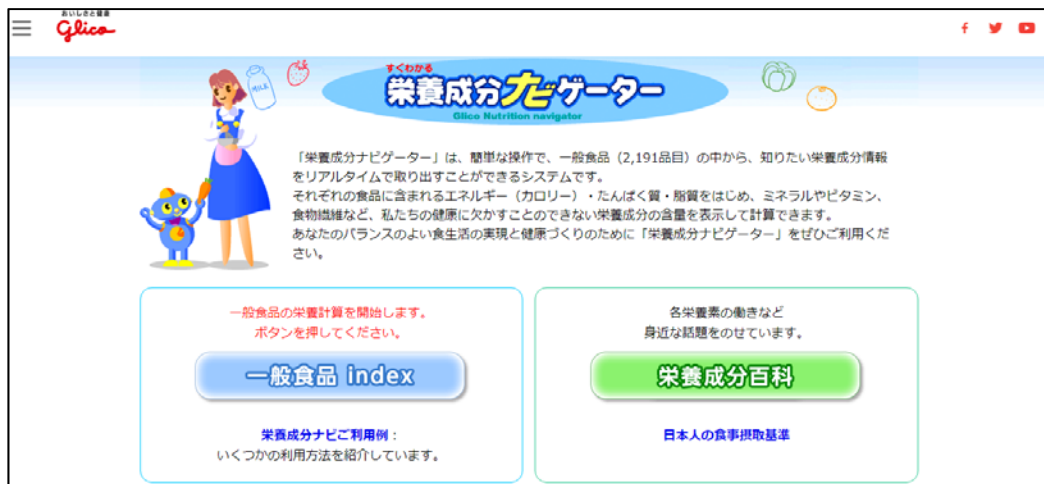 おいしさと健康
Glico
すぐわかる
栄養成分ナビゲーター
Glico Nutrition navigator
MILK
「栄養成分ナビゲーター」は、簡単な操作で、一般食品（2,191品目）の中から、知りたい栄養成分情報
をリアルタイムで取り出すことができるシステムです。
それぞれの食品に含まれるエネルギー（カロリー）・たんぱく質・脂質をはじめ、ミネラルやビタミン、
食物繊維など、私たちの健康に欠かすことのできない栄養成分の含量を表示して計算できます。
あなたのバランスのよい食生活の実現と健康づくりのために「栄養成分ナビゲーター」をぜひご利用くだ
さい。
一般食品の栄養計算を開始します。
ボタンを押してください。
一般食品 index
栄養成分ナビご利用例：
いくつかの利用方法を紹介しています。
各栄養素の働きなど
身近な話題をのせています。
栄養成分百科
日本人の食事摂取基準